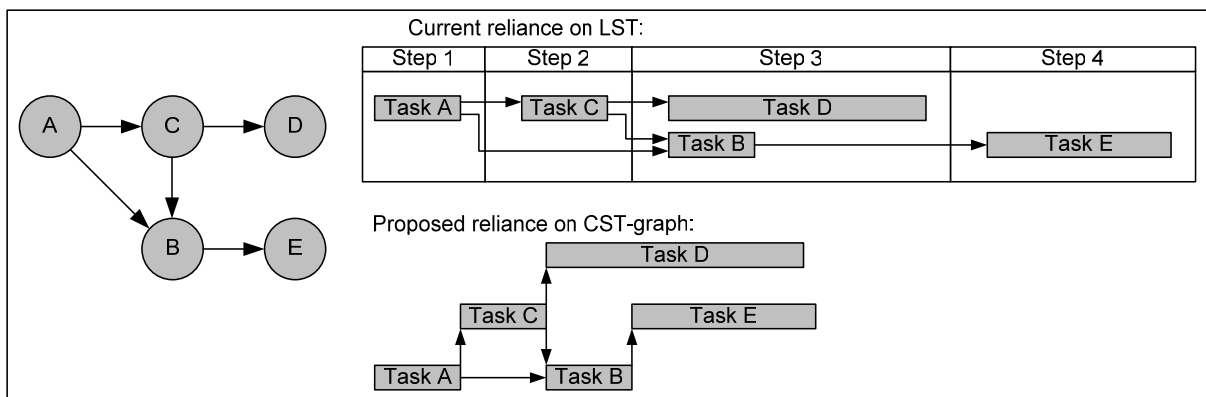 Current reliance on LST:
Step 1 Step 2 Step 3 Step 4
A C D
Task A Task C Task D
Task B Task E
B E
Proposed reliance on CST-graph:
Task D
Task C Task E
Task A Task B